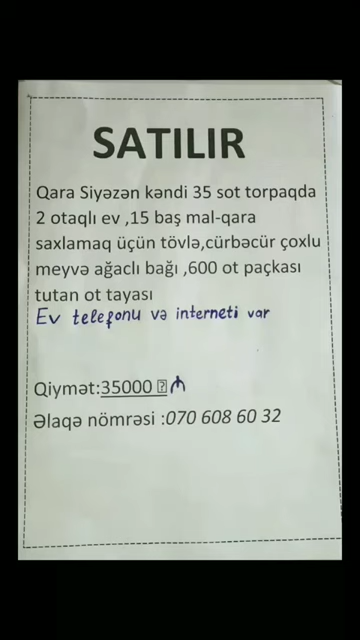 SATILIR
Qara Siyəzən kəndi 35 sot torpaqda
2 otaqlı ev ,15 baş mal-qara
saxlamaq üçün tövlə,cürbəcür çoxlu
meyvə ağaclı bağı ,600 ot paçkası
tutan ot tayası
Ev telefonu və interneti var
Qiymət:35000 ₼
Əlaqə nömrəsi :070 608 60 32